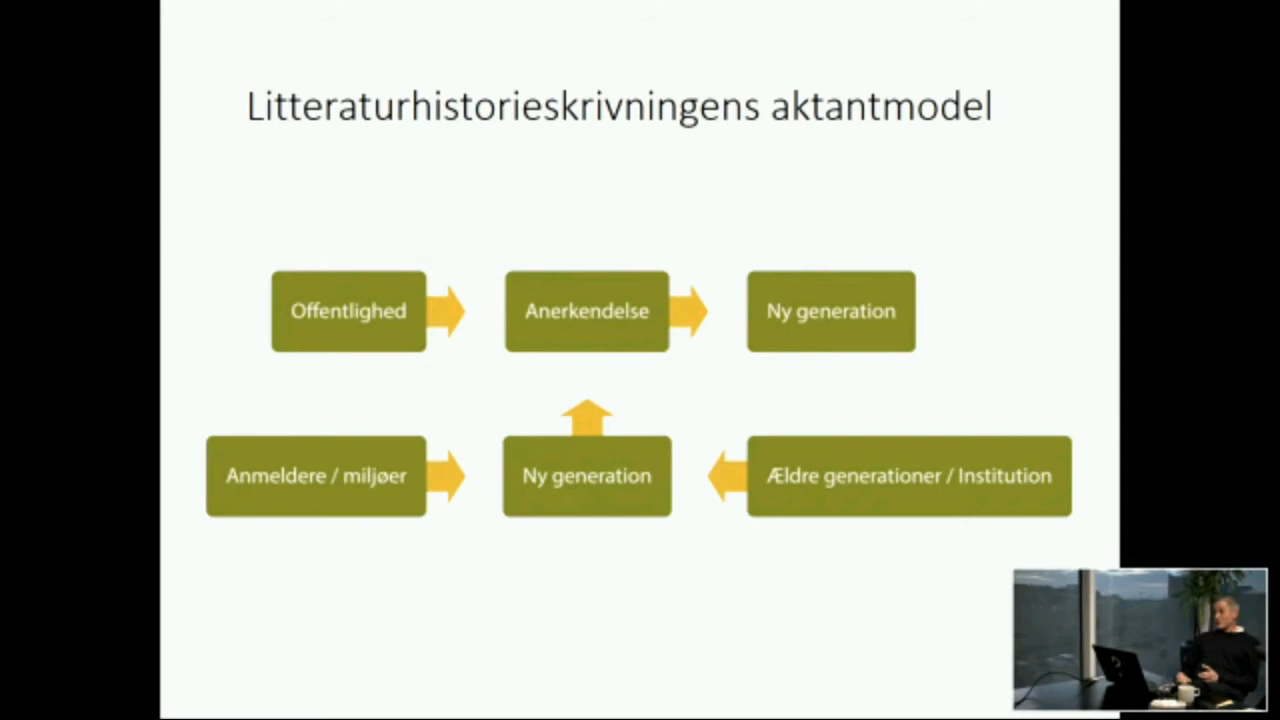 Litteraturhistorieskrivningens aktantmodel
Offentlighed
Anerkendelse
Ny generation
Anmeldere / miljøer
Ny generation
Ældre generationer / Institution